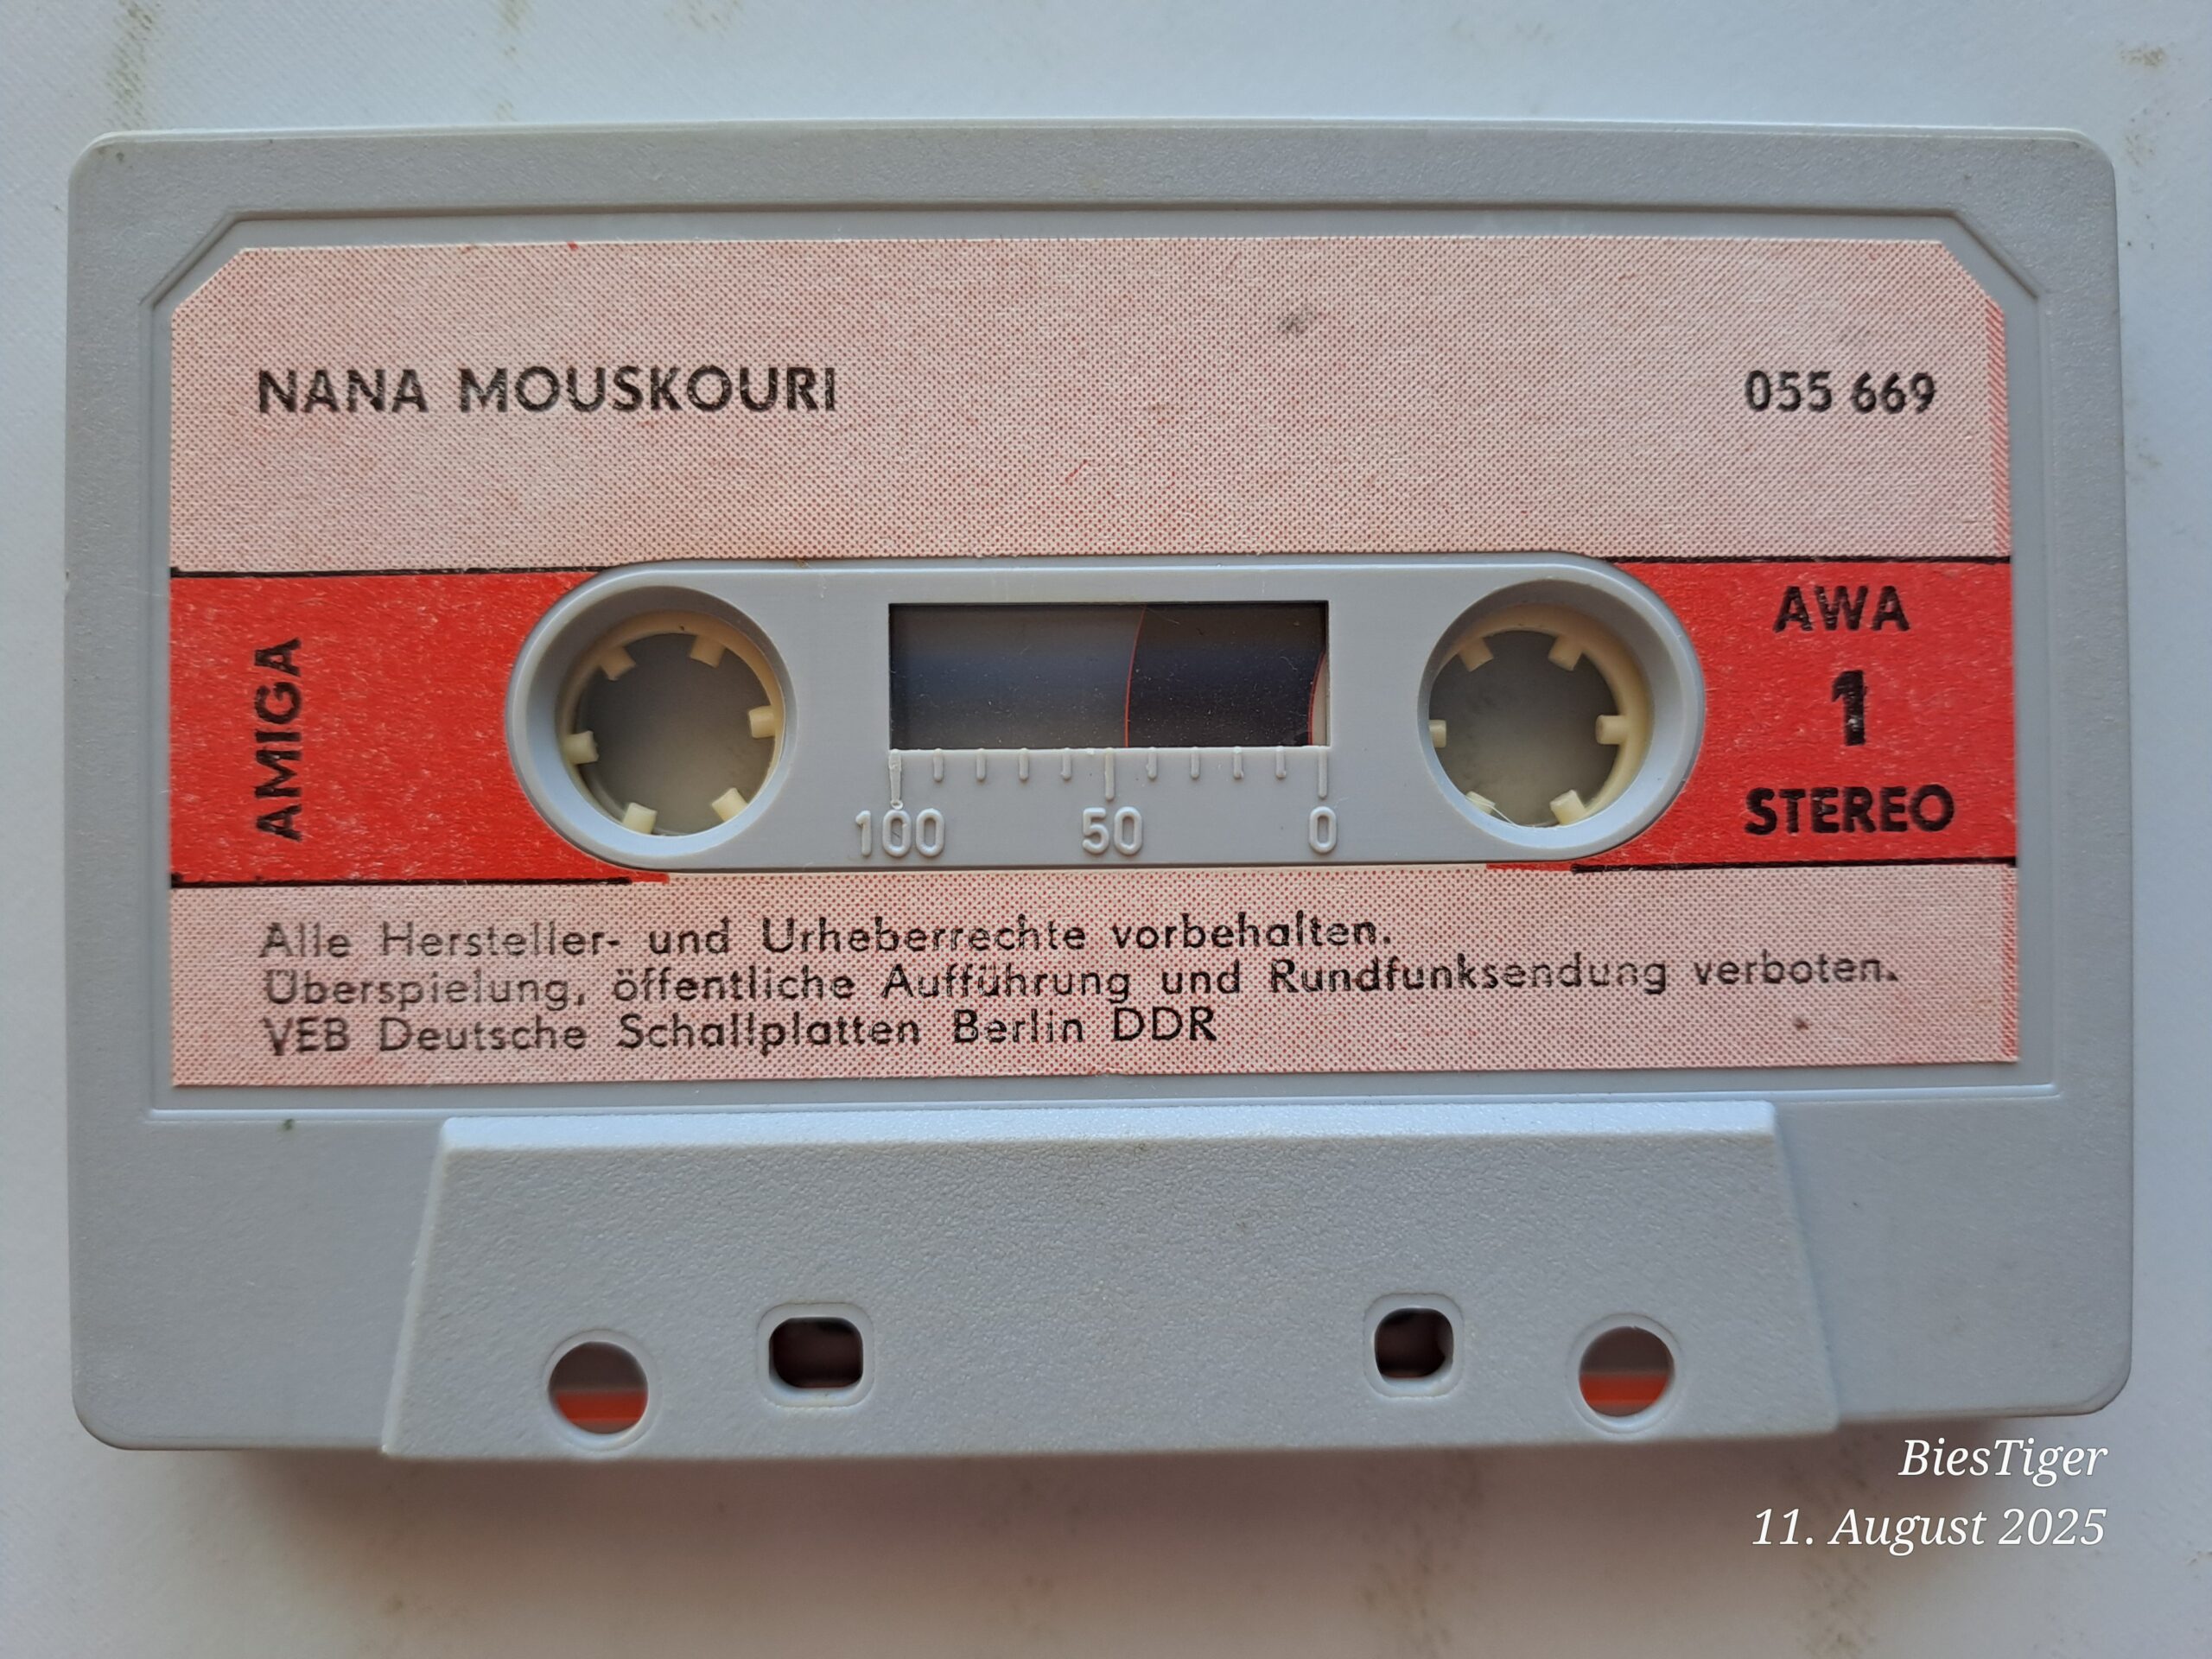 NANA MOUSKOURI
055 669
AMIGA
AWA
1
STEREO
100 50 0
Alle Hersteller- und Urheberrechte vorbehalten.
Überspielung, öffentliche Aufführung und Rundfunksendung verboten.
VEB Deutsche Schallplatten Berlin DDR
BiesTiger
11. August 2025